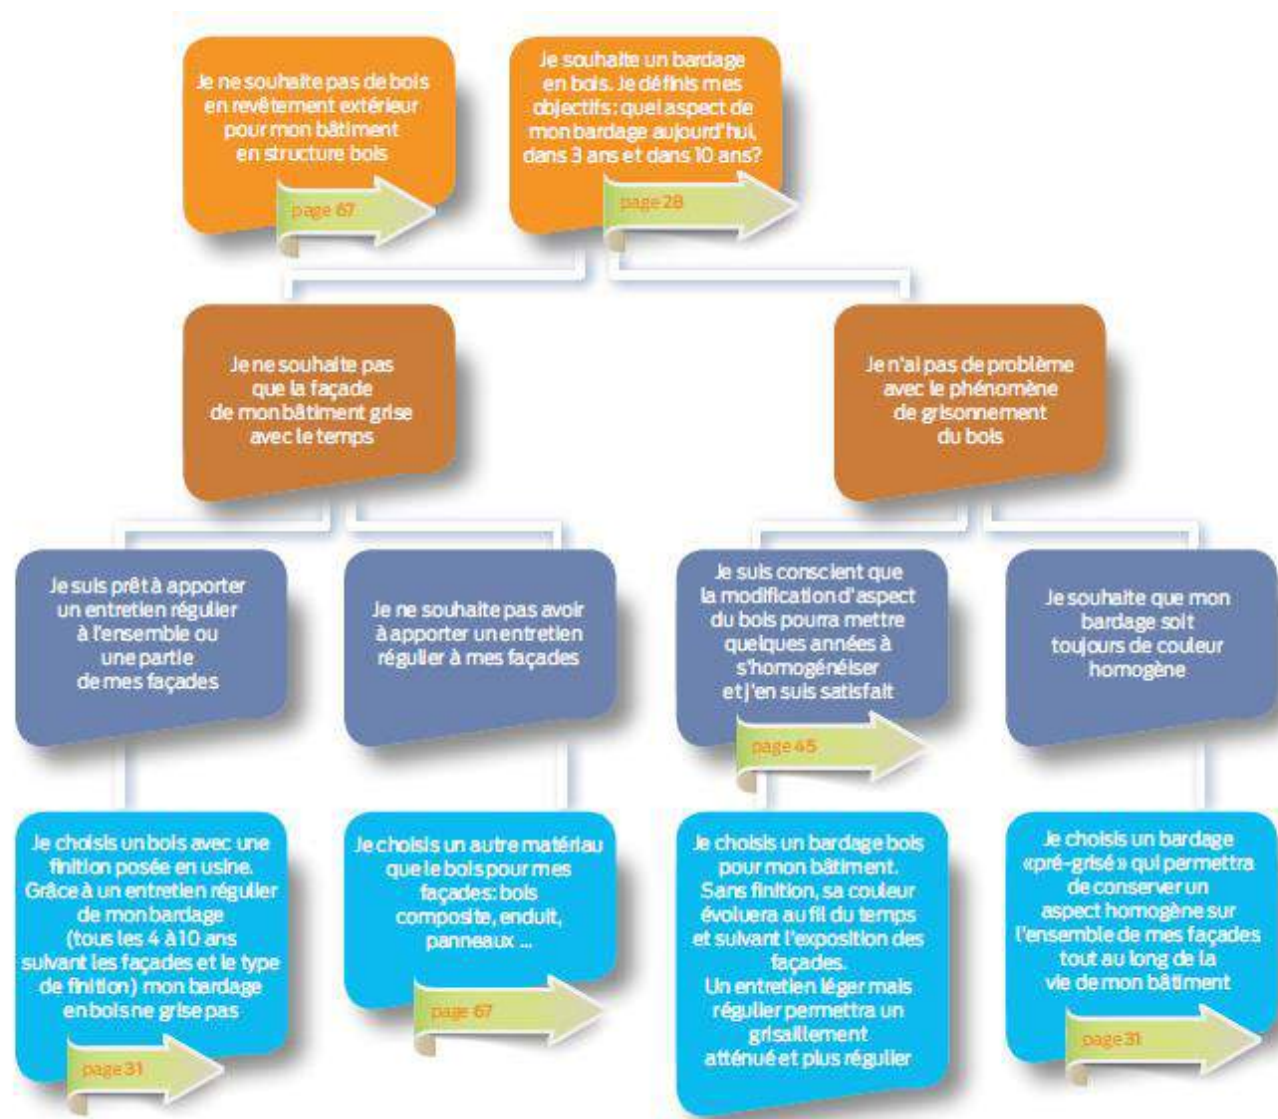 Je ne souhaite pas de bois
en revêtement extérieur
pour mon bâtiment
en structure bois
page 67
Je souhaite un bardage
en bois. Je définis mes
objectifs: quel aspect de
mon bardage aujourd'hui,
dans 3 ans et dans 10 ans?
page 28
Je ne souhaite pas
que la façade
de mon bâtiment grise
avec le temps
Je n'ai pas de problème
avec le phénomène
de grisonnement
du bois
Je suis prêt à apporter
un entretien régulier
à l'ensemble ou
une partie
de mes façades
Je ne souhaite pas avoir
à apporter un entretien
régulier à mes façades
Je suis conscient que
la modification d'aspect
du bois pourra mettre
quelques années à
s'homogénéiser
et j'en suis satisfait
page 45
Je souhaite que mon
bardage soit
toujours de couleur
homogène
Je choisis un bois avec une
finition posée en usine.
Grâce à un entretien régulier
de mon bardage
(tous les 4 à 10 ans
suivant les façades et le type
de finition) mon bardage
en bois ne grise pas
page 31
Je choisis un autre matériau
que le bois pour mes
façades: bois
composite, enduit,
panneaux ...
page 67
Je choisis un bardage bois
pour mon bâtiment.
Sans finition, sa couleur
évoluera au fil du temps
et suivant l'exposition des
façades.
Un entretien léger mais
régulier permettra un
grisaillement
atténué et plus régulier
Je choisis un bardage
«pré-grisé» qui permettra
de conserver un
aspect homogène sur
l'ensemble de mes façades
tout au long de la
vie de mon bâtiment
page 31